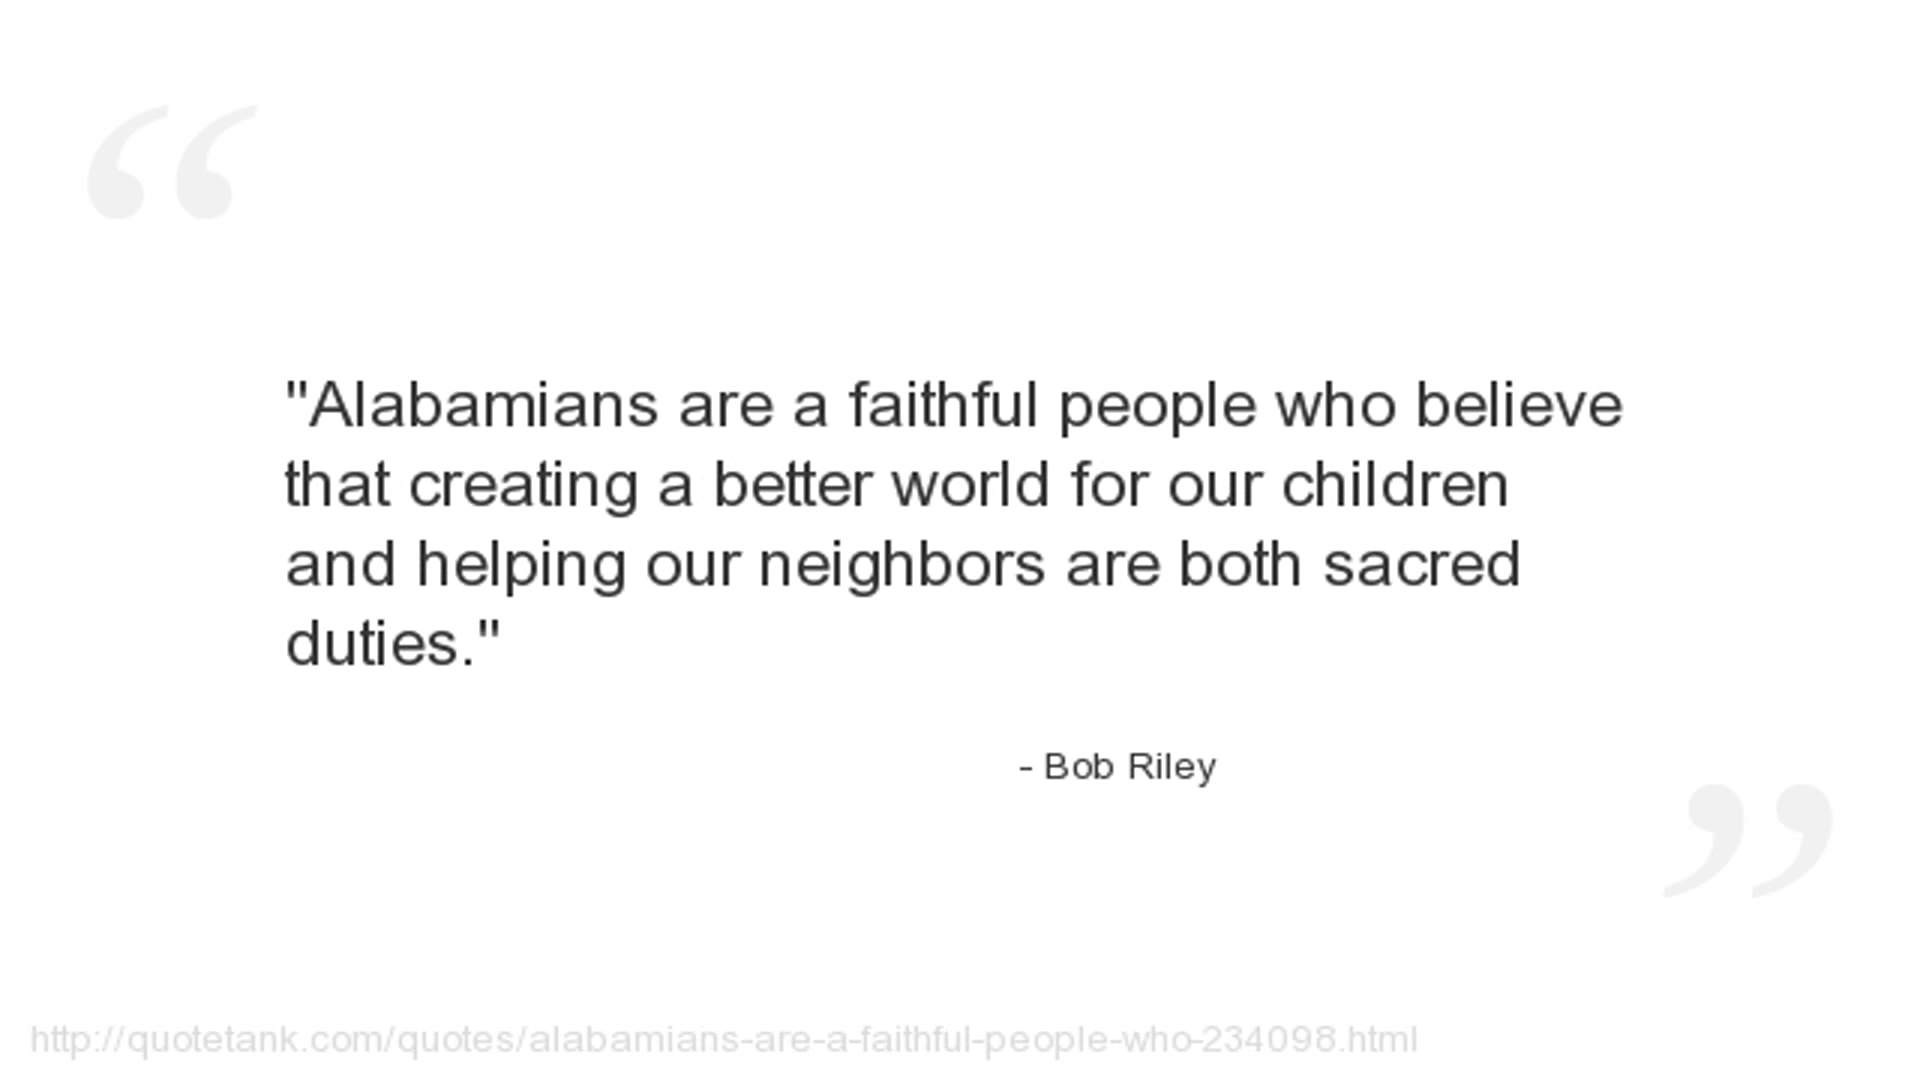 "Alabamians are a faithful people who believe
that creating a better world for our children
and helping our neighbors are both sacred
duties."
- Bob Riley
http://quotetank.com/quotes/alabamians-are-a-faithful-people-who-234098.html